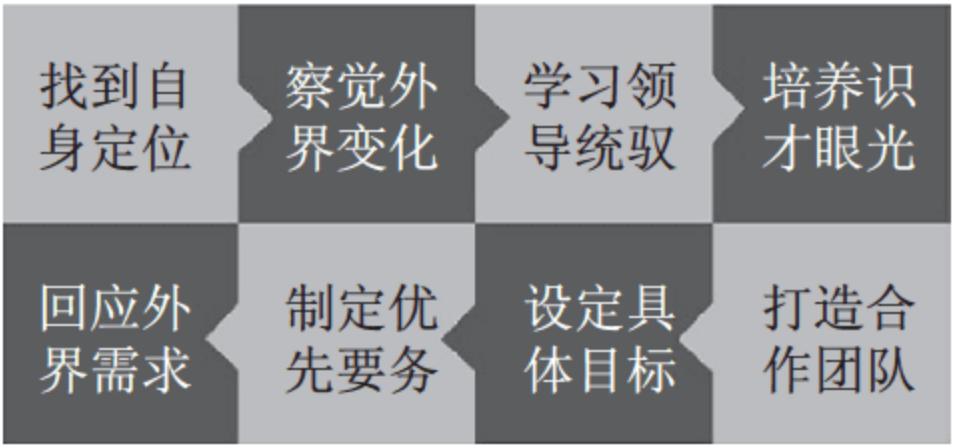 找到自
身定位
察觉外
界变化
学习领
导统驭
培养识
才眼光
打造合
作团队
设定具
体目标
制定优
先要务
回应外
界需求